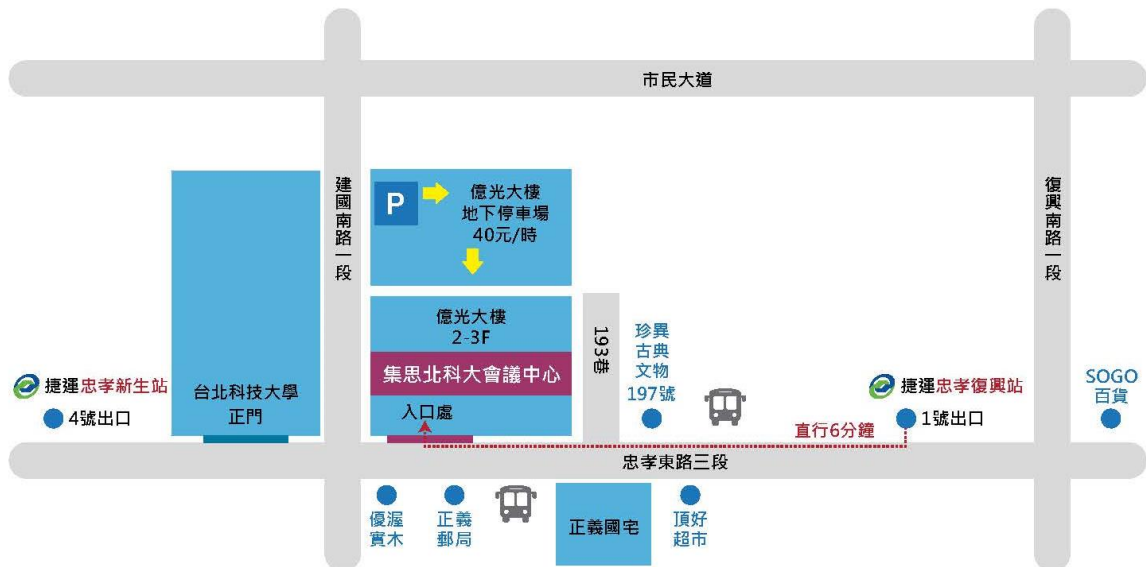 市民大道
建國南路一段
復興南路一段
P
億光大樓
地下停車場
40元/時
億光大樓
2-3F
集思北科大會議中心
入口處
193巷
珍異
古典
文物
197號
捷運忠孝新生站
4號出口
台北科技大學
正門
捷運忠孝復興站
1號出口
SOGO
百貨
直行6分鐘
忠孝東路三段
優渥
實木
正義
郵局
正義國宅
頂好
超市